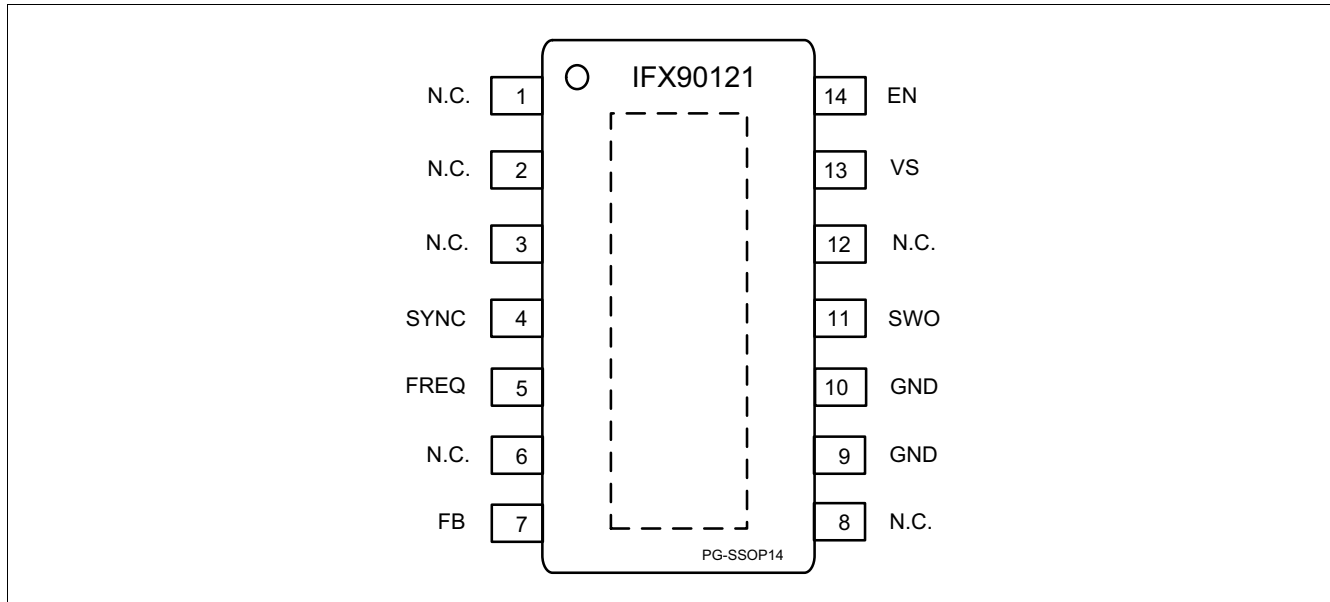 IFX90121
N.C. 1 14 EN
N.C. 2 13 VS
N.C. 3 12 N.C.
SYNC 4 11 SWO
FREQ 5 10 GND
N.C. 6 9 GND
FB 7 8 N.C.
PG-SSOP14